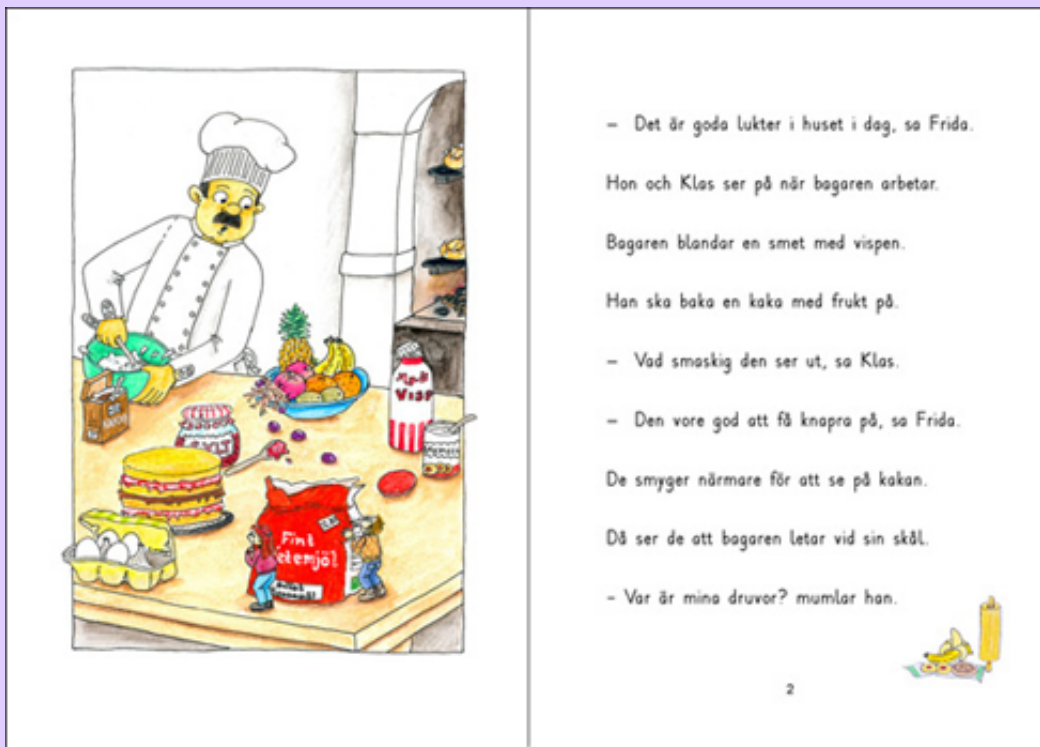 SYLT
Mjölk
VISP
Fint
Vetemjöl
– Det är goda lukter i huset i dag, sa Frida.
Hon och Klas ser på när bagaren arbetar.
Bagaren blandar en smet med vispen.
Han ska baka en kaka med frukt på.
– Vad smaskig den ser ut, sa Klas.
– Den vore god att få knapra på, sa Frida.
De smyger närmare för att se på kakan.
Då ser de att bagaren letar vid sin skål.
– Var är mina druvor? mumlar han.
2